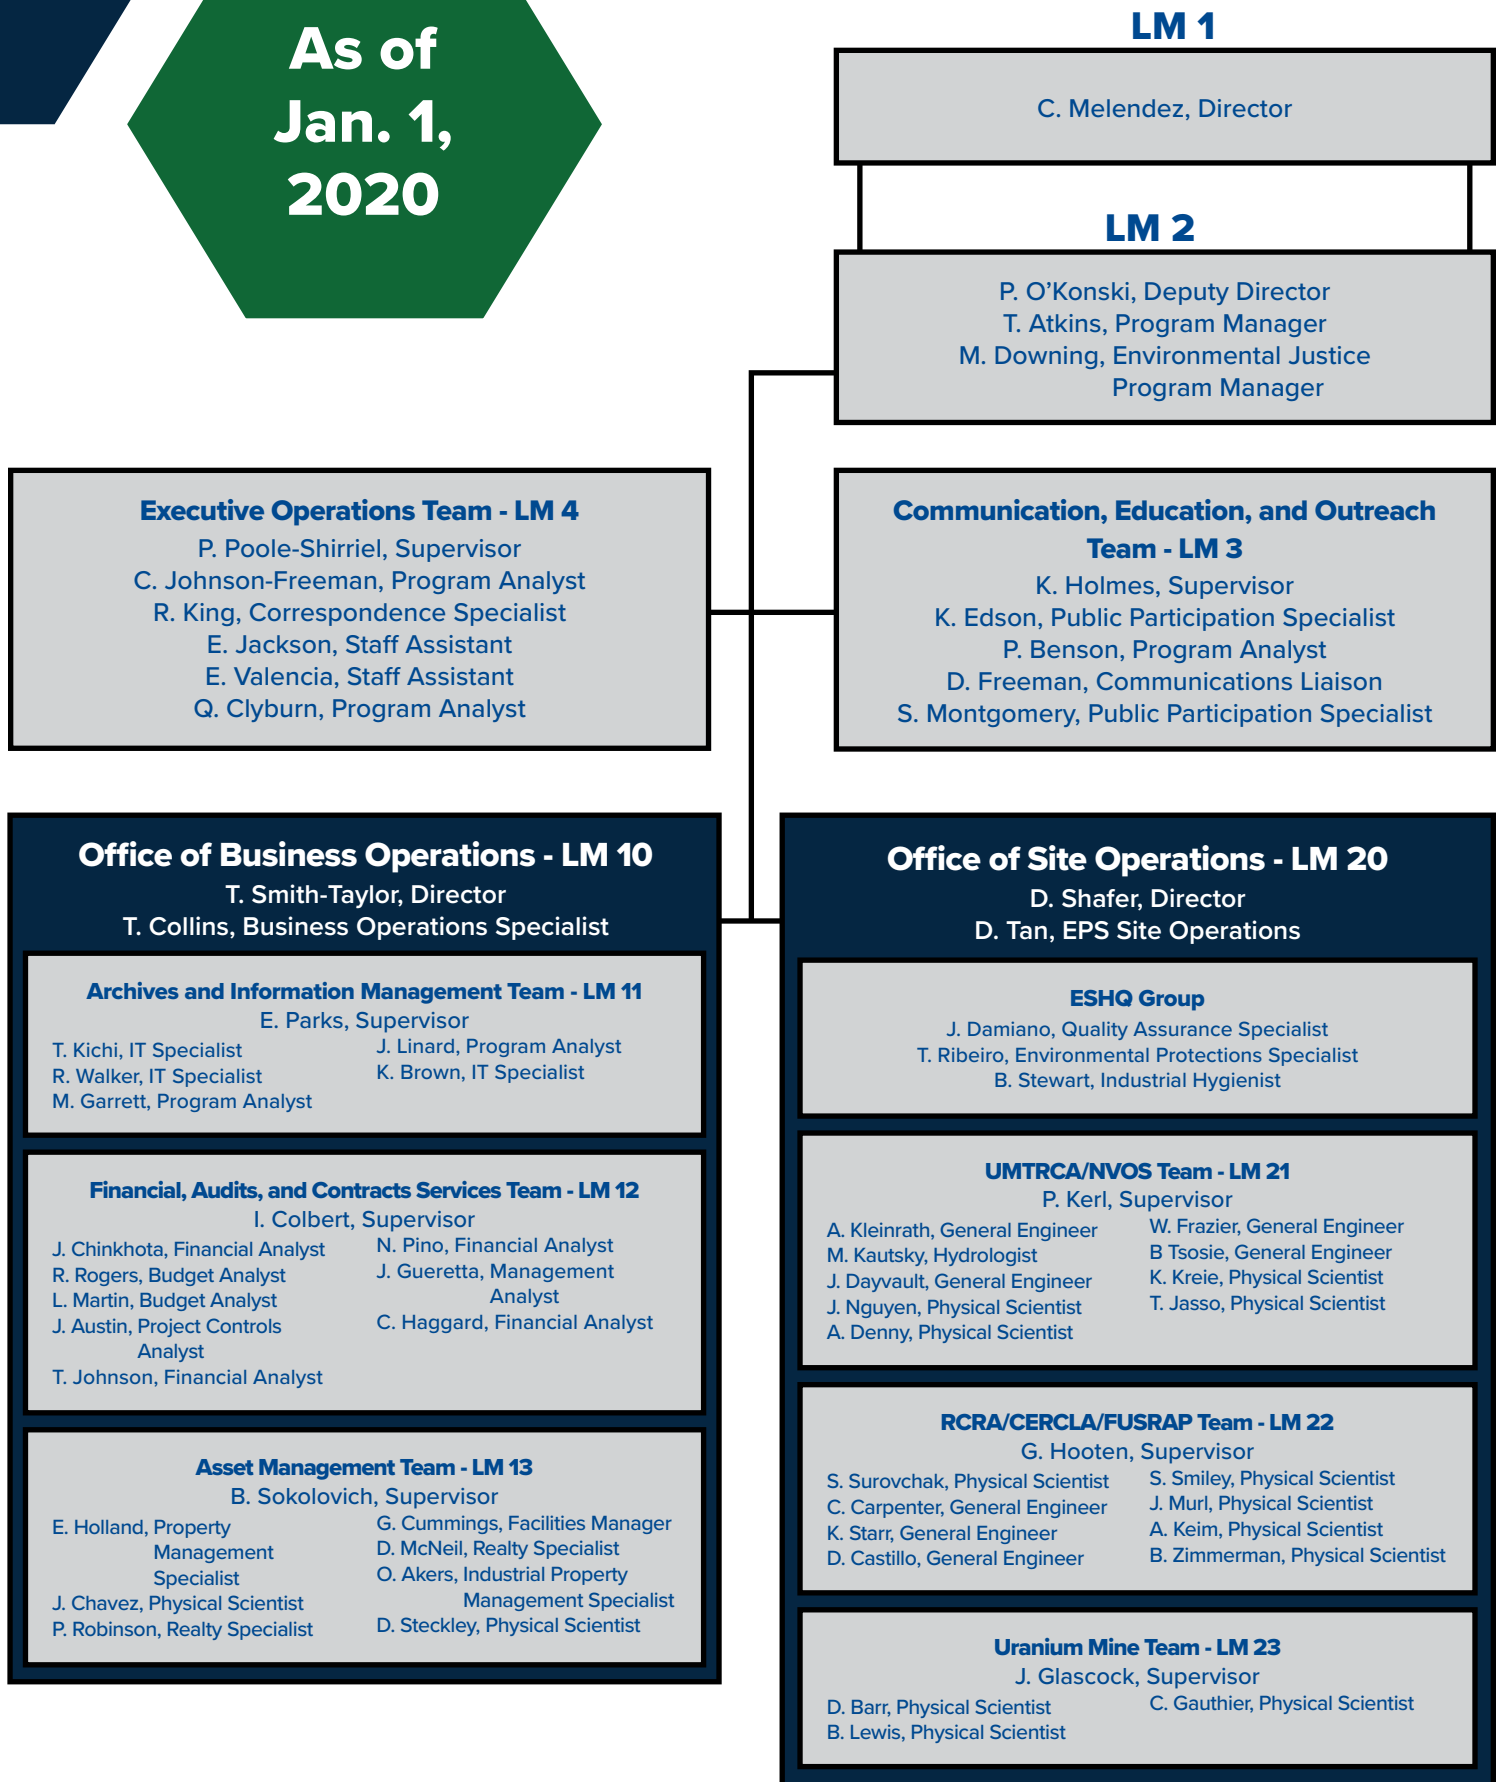 As of
Jan. 1,
2020
LM 1
C. Melendez, Director
LM 2
P. O’Konski, Deputy Director
T. Atkins, Program Manager
M. Downing, Environmental Justice
Program Manager
Executive Operations Team - LM 4
P. Poole-Shirriel, Supervisor
C. Johnson-Freeman, Program Analyst
R. King, Correspondence Specialist
E. Jackson, Staff Assistant
E. Valencia, Staff Assistant
Q. Clyburn, Program Analyst
Communication, Education, and Outreach
Team - LM 3
K. Holmes, Supervisor
K. Edson, Public Participation Specialist
P. Benson, Program Analyst
D. Freeman, Communications Liaison
S. Montgomery, Public Participation Specialist
Office of Business Operations - LM 10
T. Smith-Taylor, Director
T. Collins, Business Operations Specialist
Archives and Information Management Team - LM 11
E. Parks, Supervisor
T. Kichi, IT Specialist
R. Walker, IT Specialist
M. Garrett, Program Analyst
J. Linard, Program Analyst
K. Brown, IT Specialist
Financial, Audits, and Contracts Services Team - LM 12
I. Colbert, Supervisor
J. Chinkhota, Financial Analyst
R. Rogers, Budget Analyst
L. Martin, Budget Analyst
J. Austin, Project Controls
Analyst
T. Johnson, Financial Analyst
N. Pino, Financial Analyst
J. Gueretta, Management
Analyst
C. Haggard, Financial Analyst
Asset Management Team - LM 13
B. Sokolovich, Supervisor
E. Holland, Property
Management
Specialist
J. Chavez, Physical Scientist
P. Robinson, Realty Specialist
G. Cummings, Facilities Manager
D. McNeil, Realty Specialist
O. Akers, Industrial Property
Management Specialist
D. Steckley, Physical Scientist
Office of Site Operations - LM 20
D. Shafer, Director
D. Tan, EPS Site Operations
ESHQ Group
J. Damiano, Quality Assurance Specialist
T. Ribeiro, Environmental Protections Specialist
B. Stewart, Industrial Hygienist
UMTRCA/NVOS Team - LM 21
P. Kerl, Supervisor
A. Kleinrath, General Engineer
M. Kautsky, Hydrologist
J. Dayvault, General Engineer
J. Nguyen, Physical Scientist
A. Denny, Physical Scientist
W. Frazier, General Engineer
B Tsosie, General Engineer
K. Kreie, Physical Scientist
T. Jasso, Physical Scientist
RCRA/CERCLA/FUSRAP Team - LM 22
G. Hooten, Supervisor
S. Surovchak, Physical Scientist
C. Carpenter, General Engineer
K. Starr, General Engineer
D. Castillo, General Engineer
S. Smiley, Physical Scientist
J. Murl, Physical Scientist
A. Keim, Physical Scientist
B. Zimmerman, Physical Scientist
Uranium Mine Team - LM 23
J. Glascock, Supervisor
D. Barr, Physical Scientist
B. Lewis, Physical Scientist
C. Gauthier, Physical Scientist